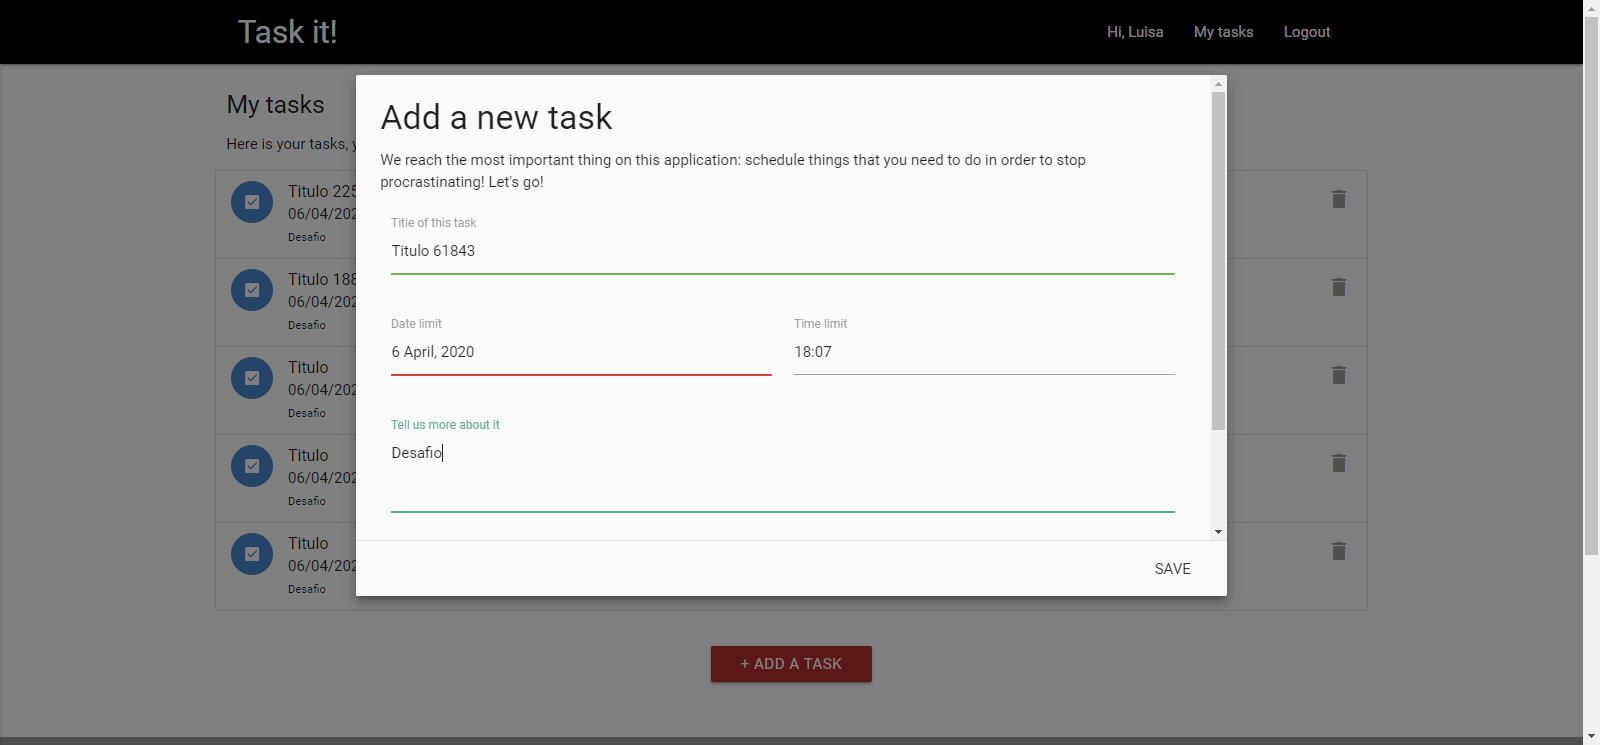 Task it!
Hi, Luisa
My tasks
Logout
My tasks
Here is your tasks,
Titulo 225
06/04/202
Desafio
Titulo 188
06/04/202
Desafio
Titulo
06/04/202
Desafio
Titulo
06/04/202
Desafio
Titulo
06/04/202
Desafio
Add a new task
We reach the most important thing on this application: schedule things that you need to do in order to stop
procrastinating! Let's go!
Title of this task
Titulo 61843
Date limit
6 April, 2020
Time limit
18:07
Tell us more about it
Desafio
SAVE
+ ADD A TASK